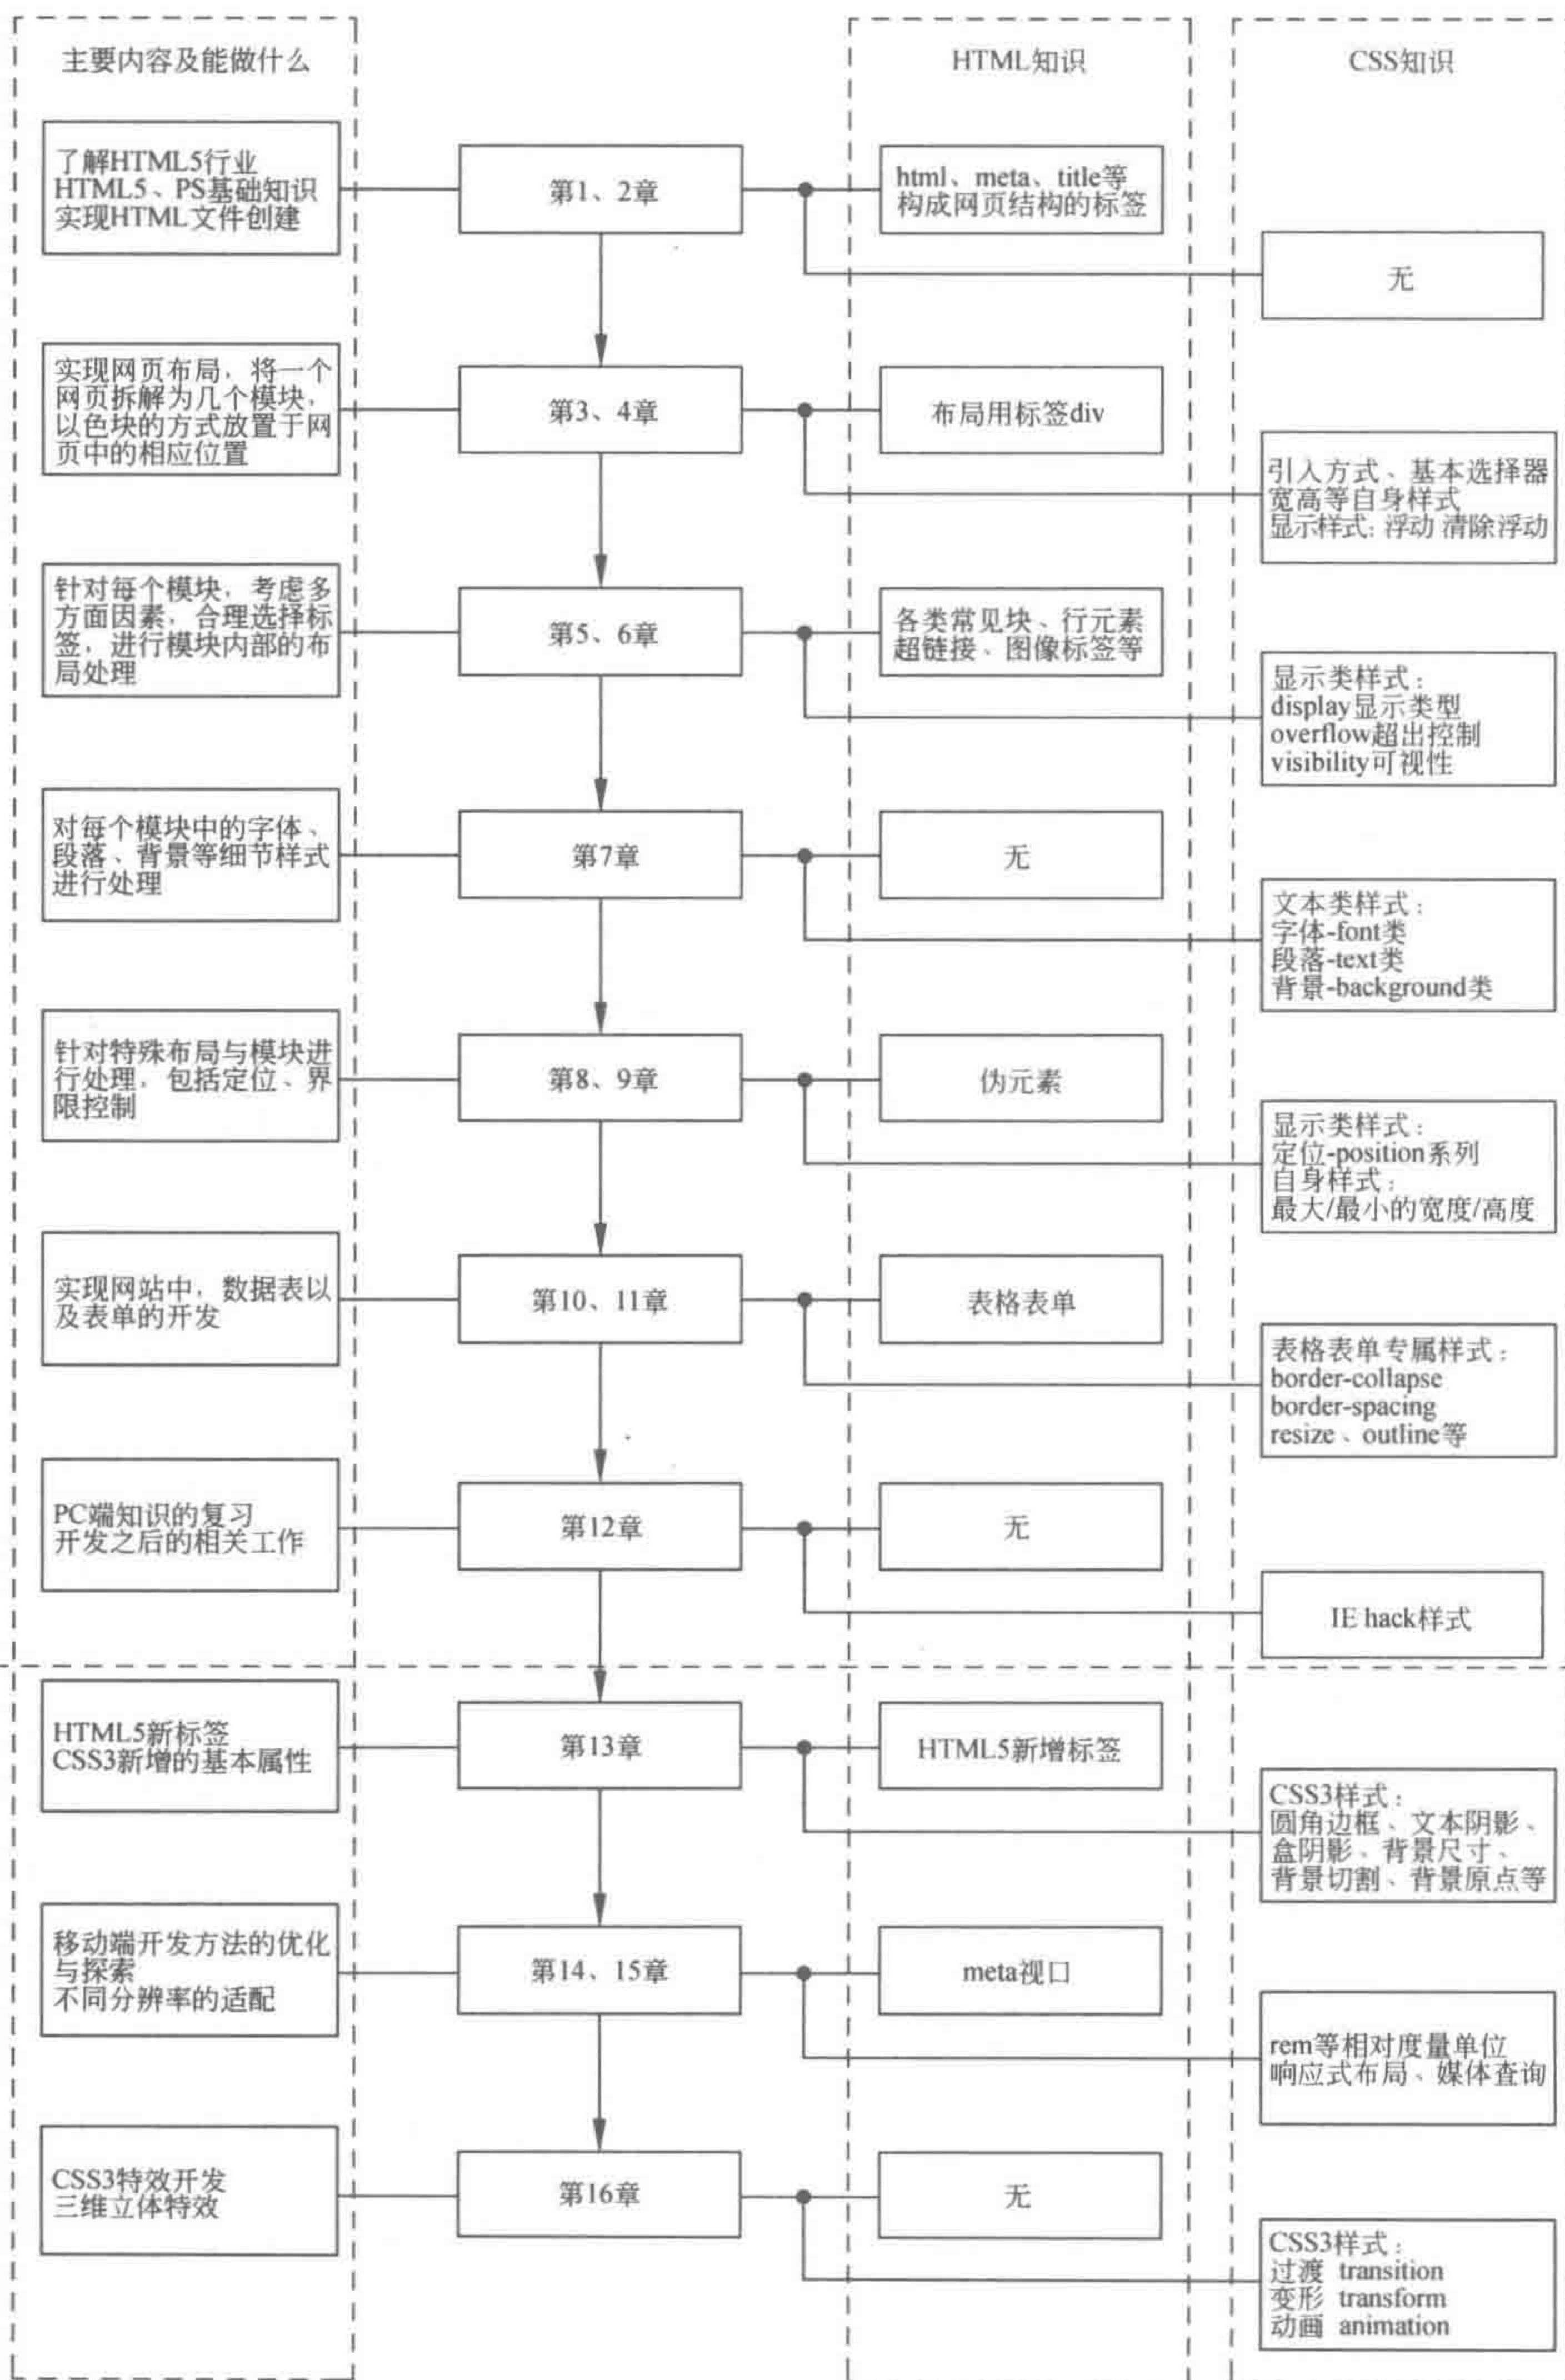 主要内容及能做什么
HTML知识
CSS知识
了解HTML5行业
HTML5、PS基础知识
实现HTML文件创建
第1、2章
html、meta、title等
构成网页结构的标签
无
实现网页布局，将一个
网页拆解为几个模块，
以色块的方式放置于网
页中的相应位置
第3、4章
布局用标签div
引入方式、基本选择器
宽高等自身样式
显示样式：浮动 清除浮动
针对每个模块，考虑多
方面因素，合理选择标
签，进行模块内部的布
局处理
第5、6章
各类常见块、行元素
超链接、图像标签等
显示类样式：
display显示类型
overflow超出控制
visibility可视性
对每个模块中的字体、
段落、背景等细节样式
进行处理
第7章
无
文本类样式：
字体-font类
段落-text类
背景-background类
针对特殊布局与模块进
行处理，包括定位、界
限控制
第8、9章
伪元素
显示类样式：
定位-position系列
自身样式：
最大/最小的宽度/高度
实现网站中，数据表以
及表单的开发
第10、11章
表格表单
表格表单专属样式：
border-collapse
border-spacing
resize、outline等
PC端知识的复习
开发之后的相关工作
第12章
无
IE hack样式
HTML5新标签
CSS3新增的基本属性
第13章
HTML5新增标签
CSS3样式：
圆角边框、文本阴影、
盒阴影、背景尺寸、
背景切割、背景原点等
移动端开发方法的优化
与探索
不同分辨率的适配
第14、15章
meta视口
rem等相对度量单位
响应式布局、媒体查询
CSS3特效开发
三维立体特效
第16章
无
CSS3样式：
过渡 transition
变形 transform
动画 animation